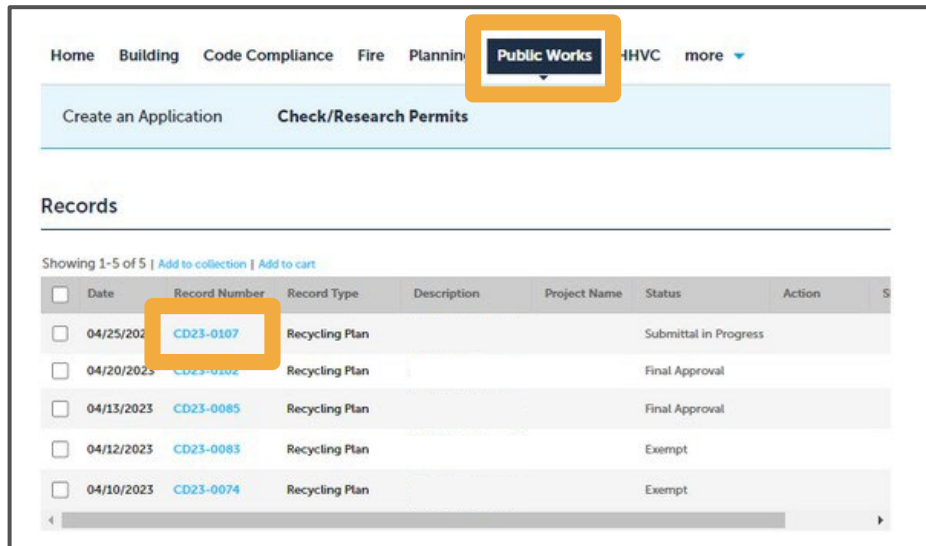 Home Building Code Compliance Fire Plannin Public Works HHVC more
Create an Application Check/Research Permits
Records
Showing 1-5 of 5 | Add to collection | Add to cart
Date Record Number Record Type Description Project Name Status Action S
04/25/202 CD23-0107 Recycling Plan Submittal in Progress
04/20/2023 CD23-0102 Recycling Plan Final Approval
04/13/2023 CD23-0085 Recycling Plan Final Approval
04/12/2023 CD23-0083 Recycling Plan Exempt
04/10/2023 CD23-0074 Recycling Plan Exempt